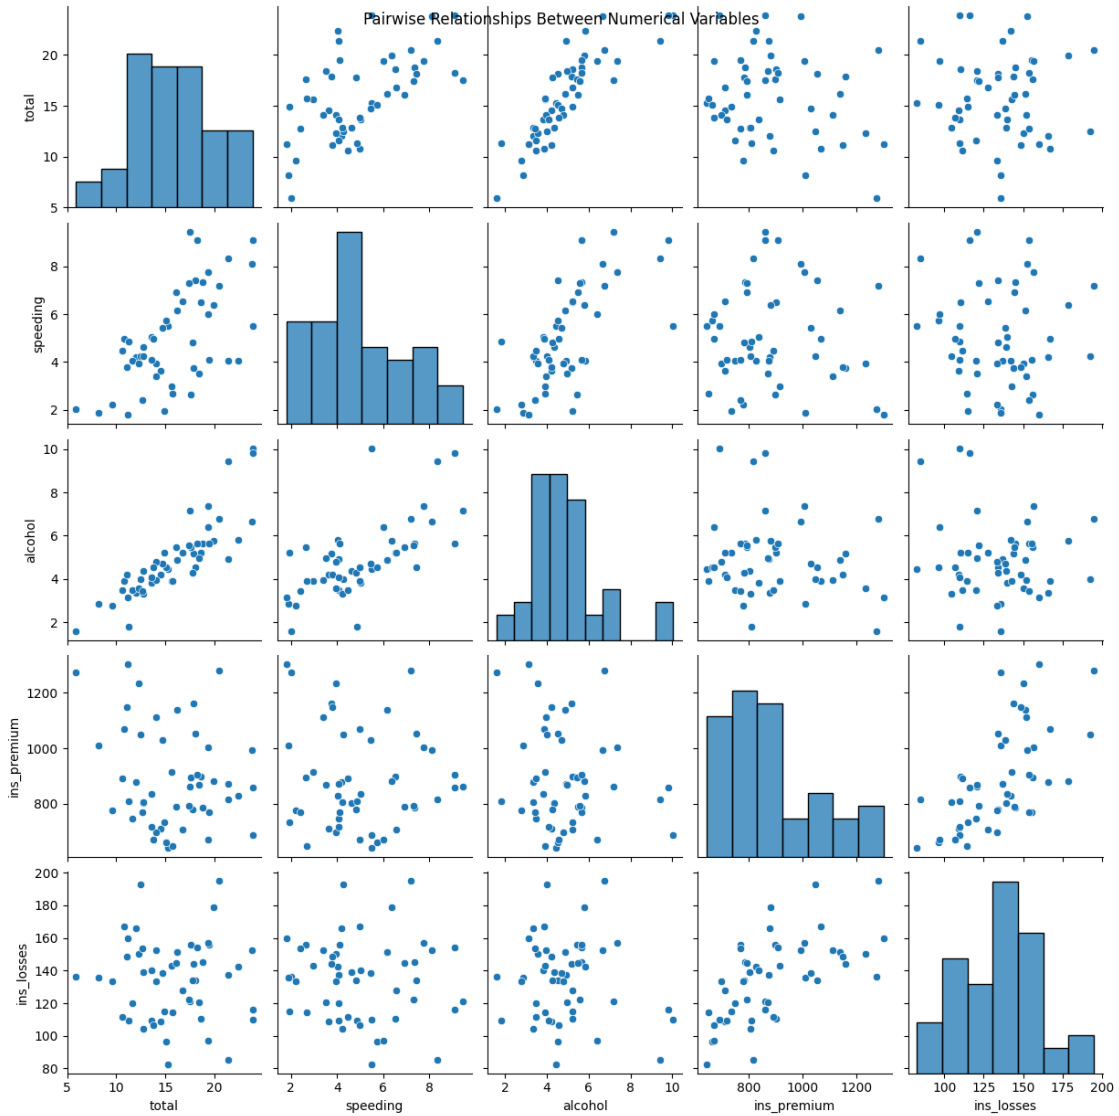 Pairwise Relationships Between Numerical Variables
20
15
10
5
total
8
6
4
2
speeding
10
8
6
4
2
alcohol
1200
1000
800
ins_premium
200
180
160
140
120
100
80
ins_losses
5 10 15 20
2 4 6 8
2 4 6 8 10
800 1000 1200
100 125 150 175 200
total speeding alcohol ins_premium ins_losses